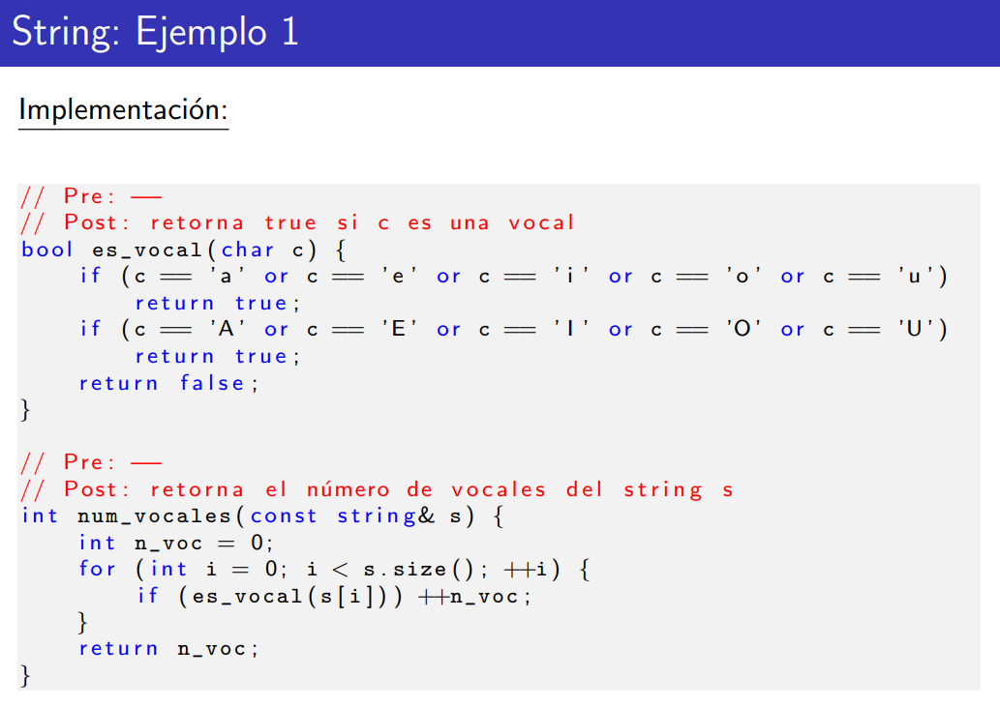 String: Ejemplo 1
Implementación:
// Pre: —
// Post: retorna true si c es una vocal
bool es_vocal(char c) {
    if (c == 'a' or c == 'e' or c == 'i' or c == 'o' or c == 'u')
        return true;
    if (c == 'A' or c == 'E' or c == 'I' or c == 'O' or c == 'U')
        return true;
    return false;
}
// Pre: —
// Post: retorna el número de vocales del string s
int num_vocales(const string& s) {
    int n_voc = 0;
    for (int i = 0; i < s.size(); ++i) {
        if (es_vocal(s[i])) ++n_voc;
    }
    return n_voc;
}